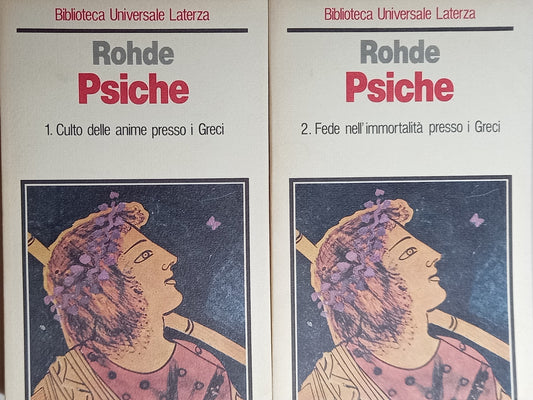 Biblioteca Universale Laterza
Rohde
Psiche
1. Culto delle anime presso i Greci
Biblioteca Universale Laterza
Rohde
Psiche
2. Fede nell'immortalità presso i Greci